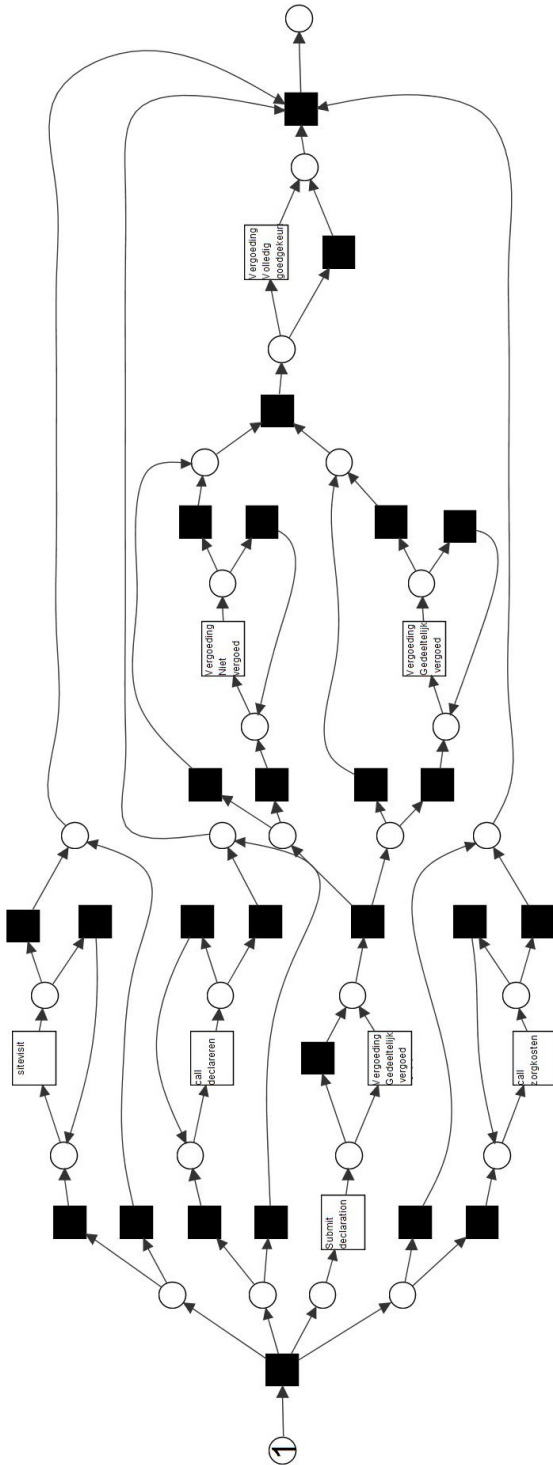 sitevisit
call
declareren
Submit
declaration
Vergoeding
Gedeeltelijk
vergoed
call
zorgkosten
Vergoeding
Niet
vergoed
Vergoeding
Gedeeltelijk
vergoed
Vergoeding
Volledig
goedgekeurd
1